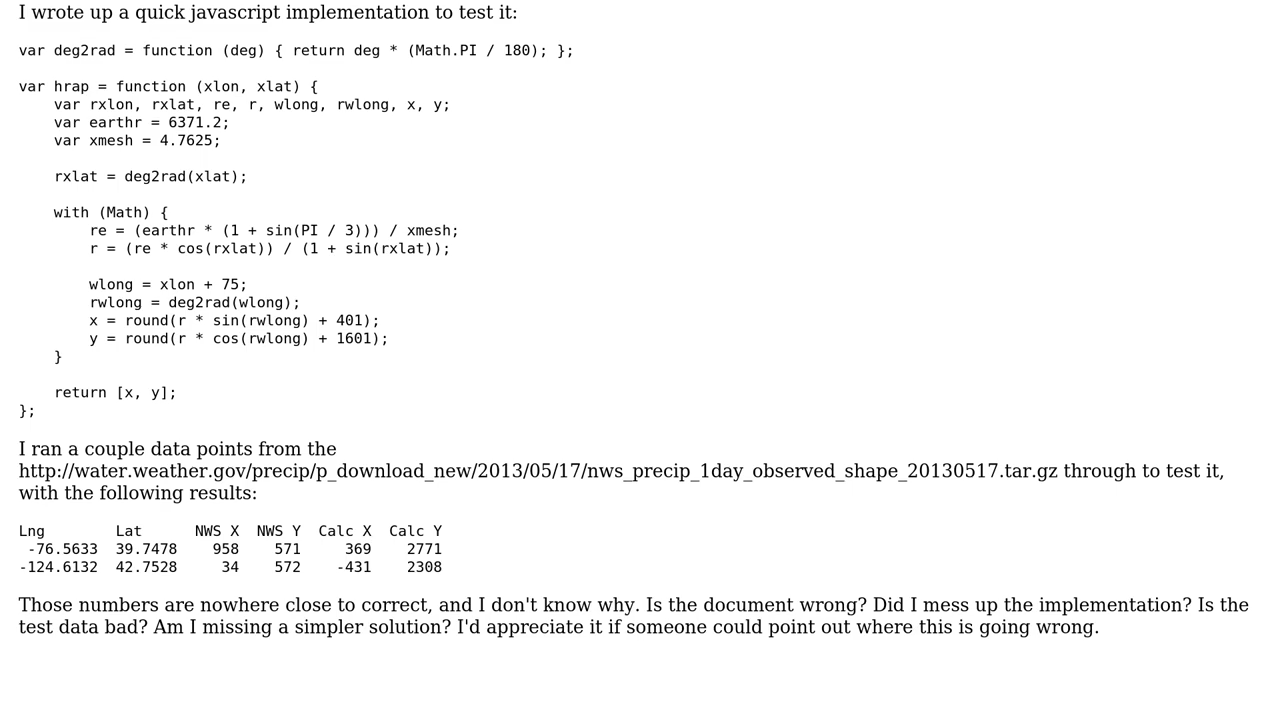 I wrote up a quick javascript implementation to test it:
var deg2rad = function (deg) { return deg * (Math.PI / 180); };
var hrap = function (xlon, xlat) {
    var rxlon, rxlat, re, r, wlong, rwlong, x, y;
    var earthr = 6371.2;
    var xmesh = 4.7625;
    rxlat = deg2rad(xlat);
    with (Math) {
        re = (earthr * (1 + sin(PI / 3))) / xmesh;
        r = (re * cos(rxlat)) / (1 + sin(rxlat));
        wlong = xlon + 75;
        rwlong = deg2rad(wlong);
        x = round(r * sin(rwlong) + 401);
        y = round(r * cos(rwlong) + 1601);
    }
    return [x, y];
};
I ran a couple data points from the
http://water.weather.gov/precip/p_download_new/2013/05/17/nws_precip_1day_observed_shape_20130517.tar.gz through to test it,
with the following results:
Lng        Lat      NWS X  NWS Y  Calc X  Calc Y
 -76.5633  39.7478    958    571     369    2771
-124.6132  42.7528     34    572    -431    2308
Those numbers are nowhere close to correct, and I don't know why. Is the document wrong? Did I mess up the implementation? Is the
test data bad? Am I missing a simpler solution? I'd appreciate it if someone could point out where this is going wrong.